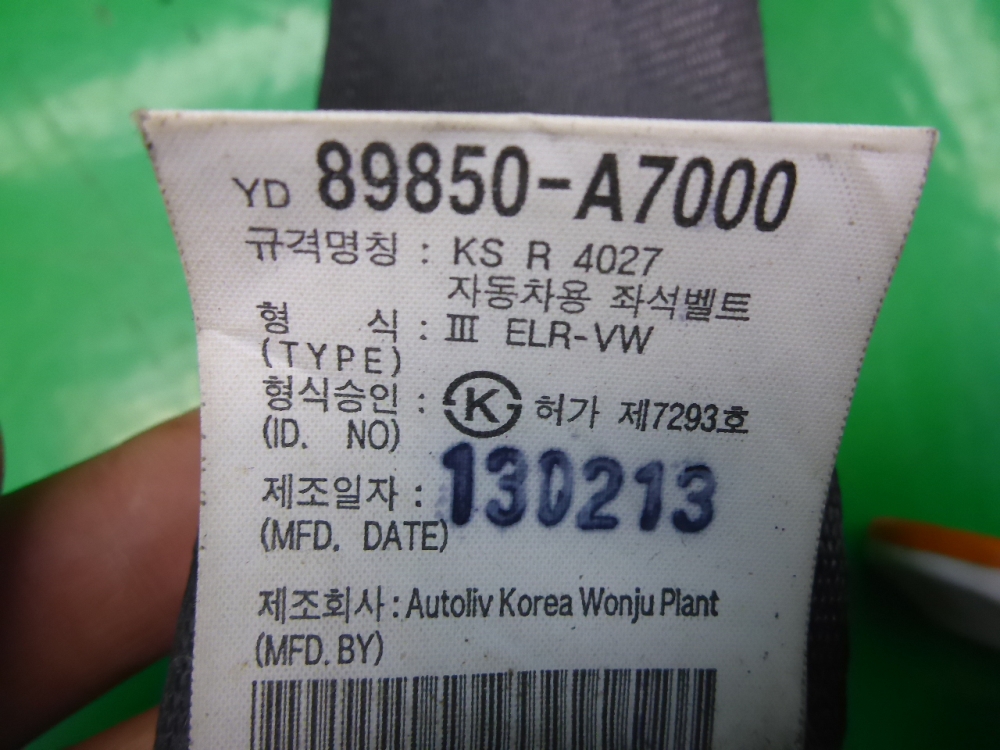 YD 89850-A7000
규격명칭 : KS R 4027
자동차용 좌석벨트
형 식 : III ELR-VW
(TYPE)
형식승인 : K 허가 제7293호
(ID. NO)
제조일자 : 130213
(MFD. DATE)
제조회사 : Autoliv Korea Wonju Plant
(MFD. BY)